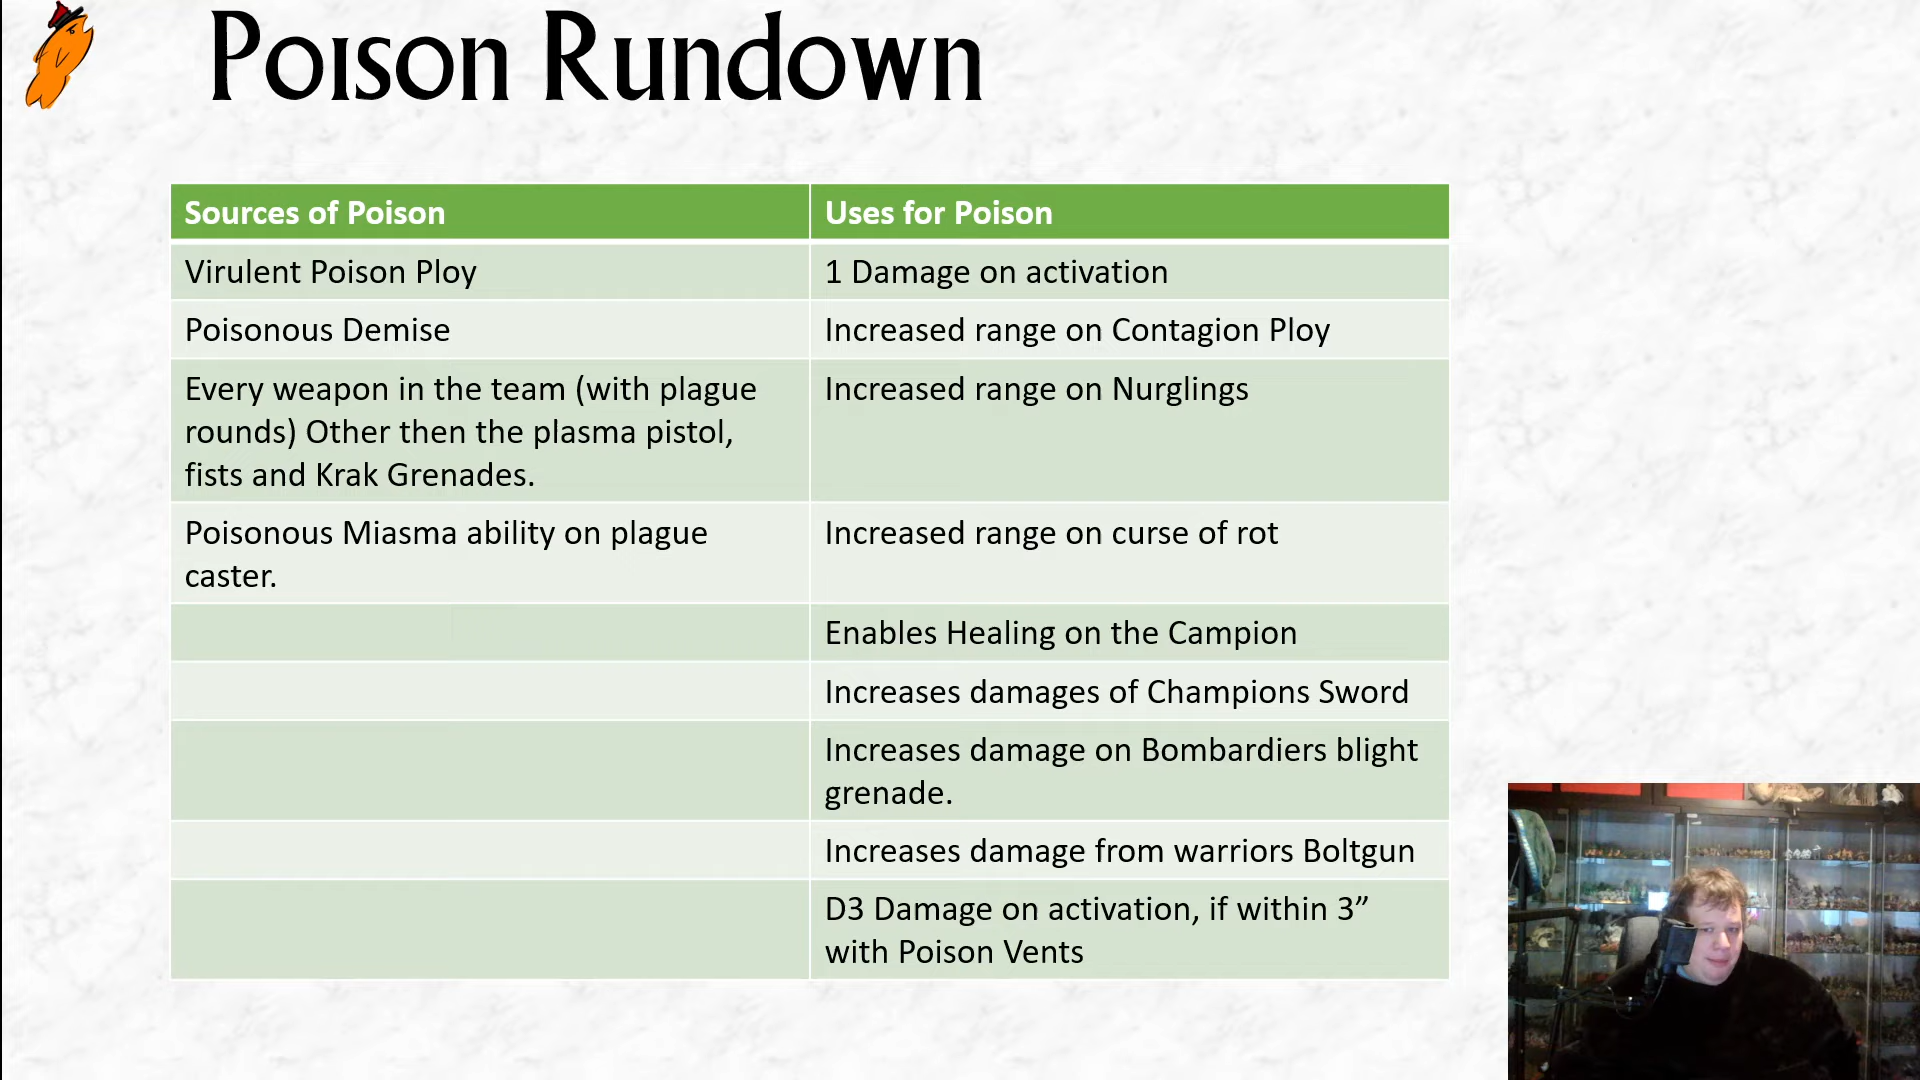 Poison Rundown
Sources of Poison
Uses for Poison
Virulent Poison Ploy
1 Damage on activation
Poisonous Demise
Increased range on Contagion Ploy
Every weapon in the team (with plague
rounds) Other then the plasma pistol,
fists and Krak Grenades.
Increased range on Nurglings
Poisonous Miasma ability on plague
caster.
Increased range on curse of rot
Enables Healing on the Campion
Increases damages of Champions Sword
Increases damage on Bombardiers blight
grenade.
Increases damage from warriors Boltgun
D3 Damage on activation, if within 3”
with Poison Vents